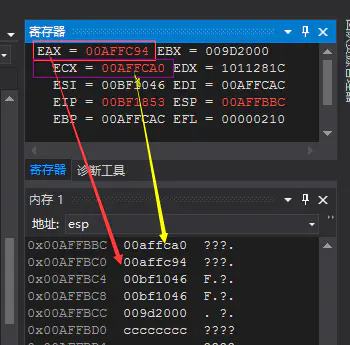 寄存器
EAX = 00AFFC94 EBX = 009D2000
ECX = 00AFFCA0 EDX = 1011281C
ESI = 00BF1046 EDI = 00AFFCAC
EIP = 00BF1853 ESP = 00AFFBBC
EBP = 00AFFCAC EFL = 00000210
寄存器 诊断工具
内存 1
地址: esp
0x00AFFBBC 00affca0 ???.
0x00AFFBC0 00affc94 ???.
0x00AFFBC4 00bf1046 F.?.
0x00AFFBC8 00bf1046 F.?.
0x00AFFBCC 009d2000 . ?.
0x00AFFBD0 cccccccc ????